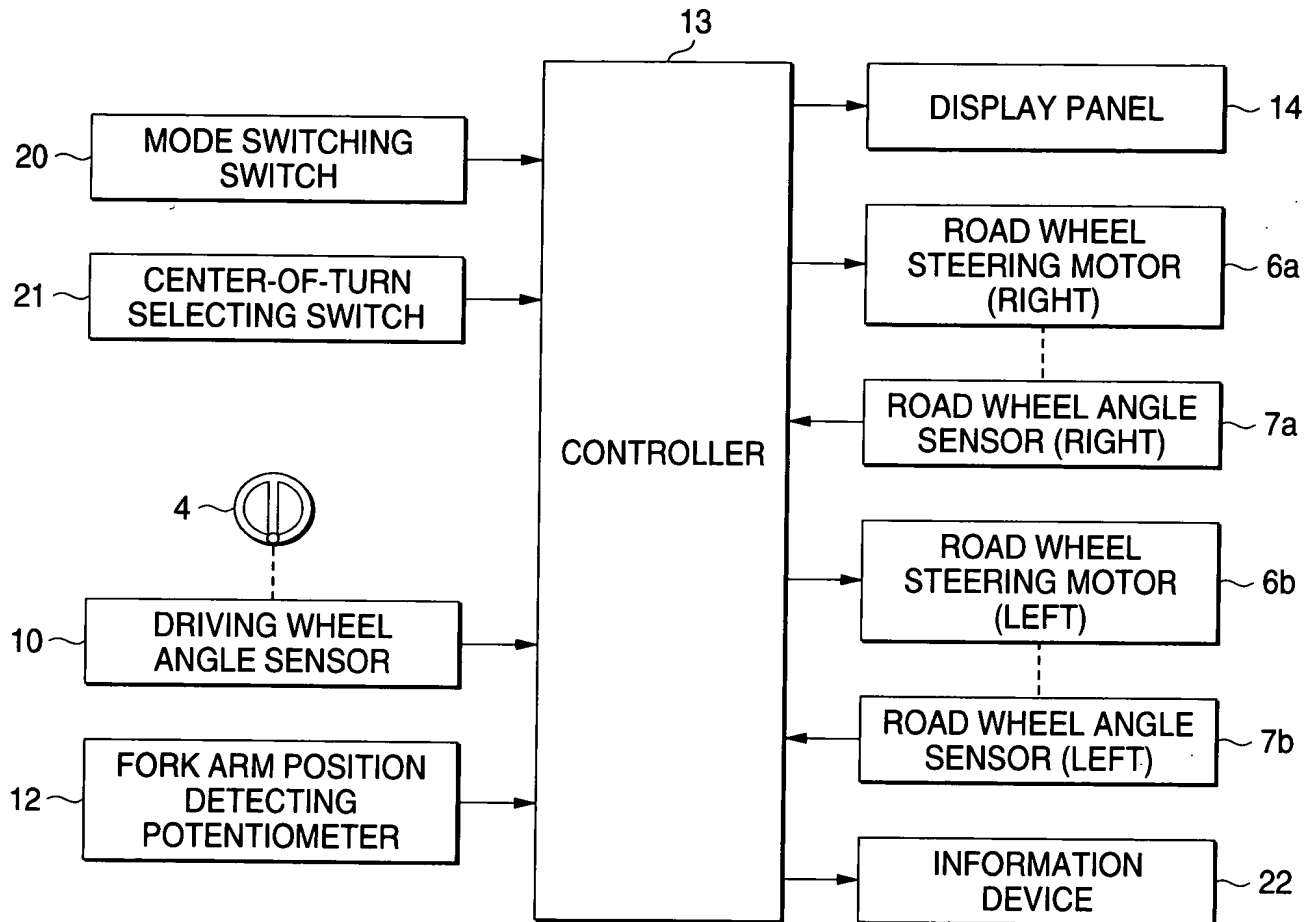 13
20
MODE SWITCHING
SWITCH
21
CENTER-OF-TURN
SELECTING SWITCH
4
10
DRIVING WHEEL
ANGLE SENSOR
12
FORK ARM POSITION
DETECTING
POTENTIOMETER
CONTROLLER
DISPLAY PANEL
14
ROAD WHEEL
STEERING MOTOR
(RIGHT)
6a
ROAD WHEEL ANGLE
SENSOR (RIGHT)
7a
ROAD WHEEL
STEERING MOTOR
(LEFT)
6b
ROAD WHEEL ANGLE
SENSOR (LEFT)
7b
INFORMATION
DEVICE
22